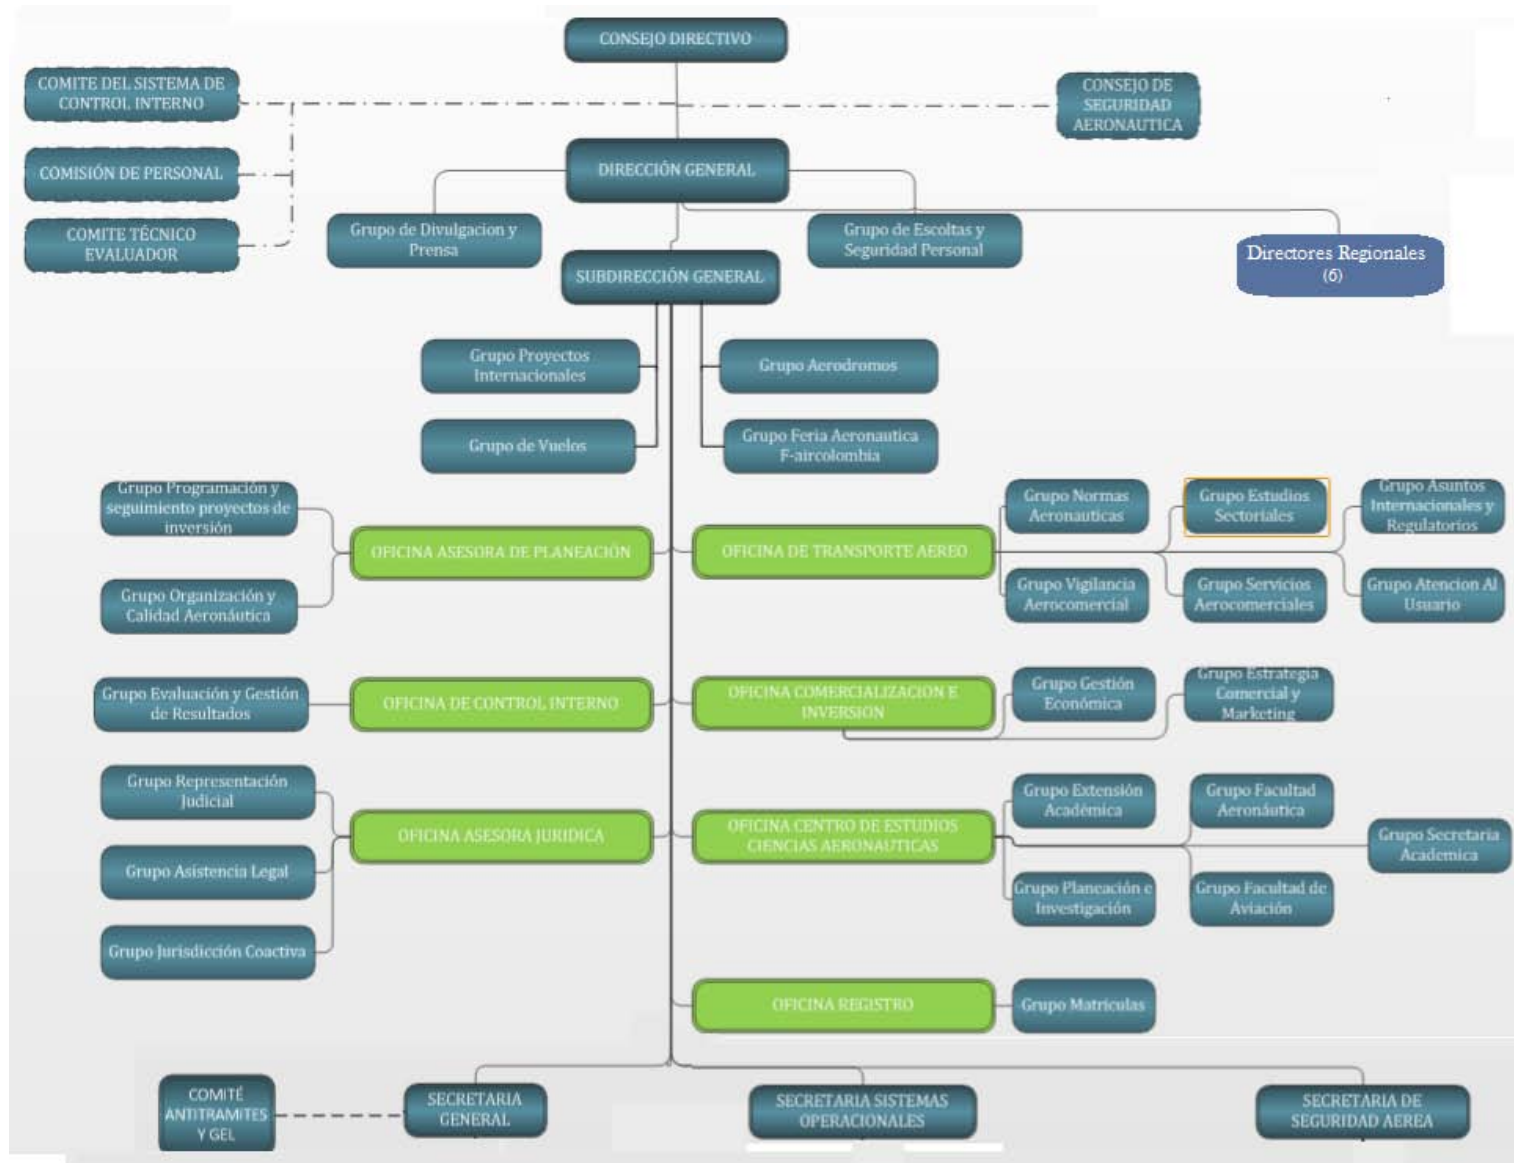 CONSEJO DIRECTIVO
COMITE DEL SISTEMA DE
CONTROL INTERNO
CONSEJO DE
SEGURIDAD
AERONAUTICA
COMISIÓN DE PERSONAL
DIRECCIÓN GENERAL
COMITE TÉCNICO
EVALUADOR
Grupo de Divulgacion y
Prensa
Grupo de Escoltas y
Seguridad Personal
Directores Regionales
(6)
SUBDIRECCIÓN GENERAL
Grupo Proyectos
Internacionales
Grupo Aerodromos
Grupo de Vuelos
Grupo Feria Aeronautica
F-aircolombia
Grupo Programación y
seguimiento proyectos de
inversión
Grupo Organización y
Calidad Aeronáutica
OFICINA ASESORA DE PLANEACIÓN
OFICINA DE TRANSPORTE AEREO
Grupo Normas
Aeronauticas
Grupo Estudios
Sectoriales
Grupo Asuntos
Internacionales y
Regulatorios
Grupo Vigilancia
Aerocomercial
Grupo Servicios
Aerocomerciales
Grupo Atencion Al
Usuario
Grupo Evaluación y Gestión
de Resultados
OFICINA DE CONTROL INTERNO
OFICINA COMERCIALIZACION E
INVERSION
Grupo Gestión
Económica
Grupo Estrategia
Comercial y
Marketing
Grupo Representación
Judicial
Grupo Asistencia Legal
Grupo Jurisdicción Coactiva
OFICINA ASESORA JURIDICA
OFICINA CENTRO DE ESTUDIOS
CIENCIAS AERONAUTICAS
Grupo Extensión
Académica
Grupo Facultad
Aeronáutica
Grupo Secretaria
Academica
Grupo Planeación e
Investigación
Grupo Facultad de
Aviación
OFICINA REGISTRO
Grupo Matriculas
COMITÉ
ANTITRAMITES
Y GEL
SECRETARIA
GENERAL
SECRETARIA SISTEMAS
OPERACIONALES
SECRETARIA DE
SEGURIDAD AEREA